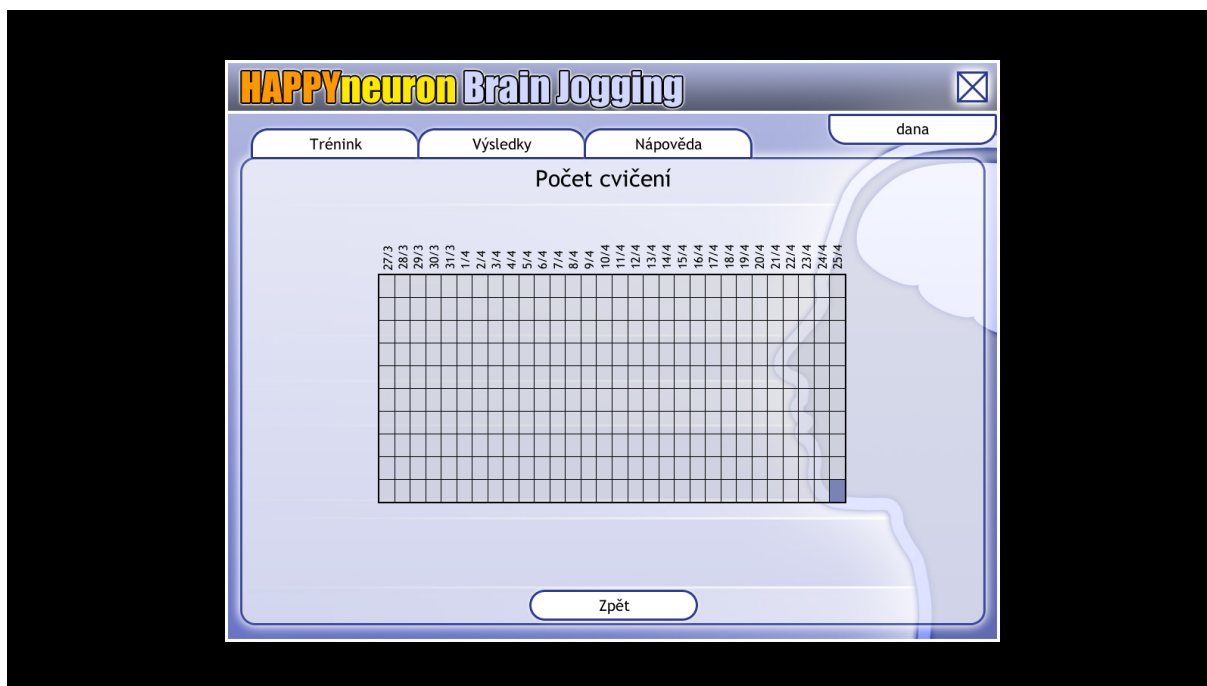 HAPPYneuron Brain Jogging
dana
Trénink Výsledky Nápověda
Počet cvičení
27/3 28/3 29/3 30/3 31/3 1/4 2/4 3/4 4/4 5/4 6/4 7/4 8/4 9/4 10/4 11/4 12/4 13/4 14/4 15/4 16/4 17/4 18/4 19/4 20/4 21/4 22/4 23/4 24/4 25/4
Zpět